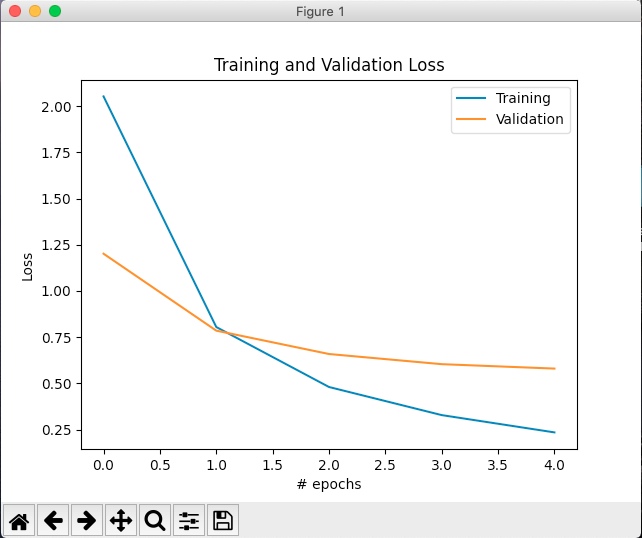 Figure 1
Training and Validation Loss
Training
Validation
2.00
1.75
1.50
1.25
1.00
0.75
0.50
0.25
Loss
0.0 0.5 1.0 1.5 2.0 2.5 3.0 3.5 4.0
# epochs